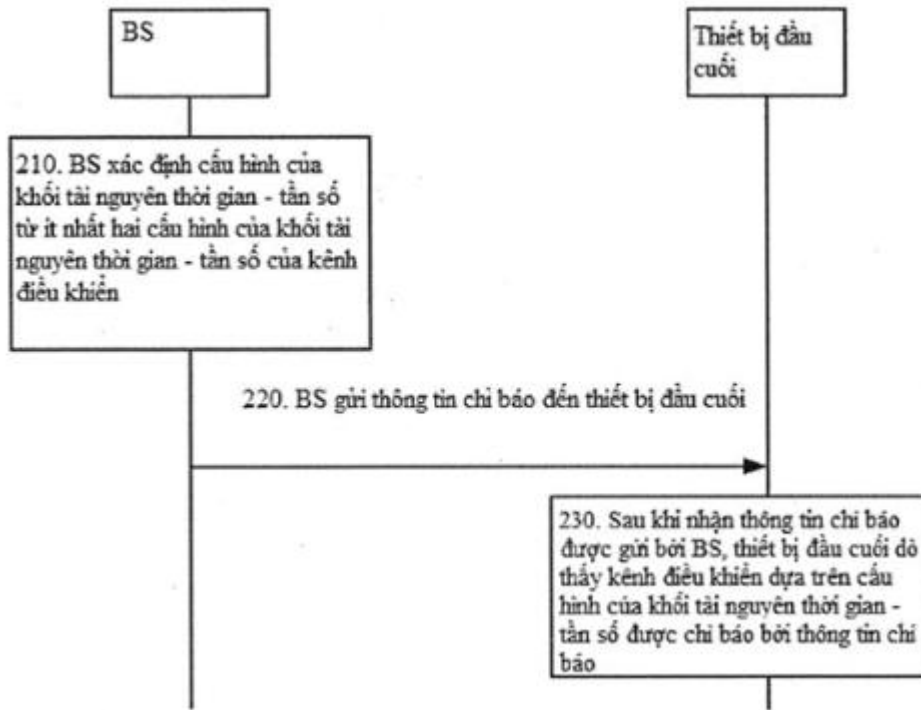 BS
Thiết bị đầu
cuối
210. BS xác định cấu hình của
khối tài nguyên thời gian - tần số
từ ít nhất hai cấu hình của khối tài
nguyên thời gian - tần số của kênh
điều khiển
220. BS gửi thông tin chỉ báo đến thiết bị đầu cuối
230. Sau khi nhận thông tin chỉ báo
được gửi bởi BS, thiết bị đầu cuối dò
thấy kênh điều khiển dựa trên cấu
hình của khối tài nguyên thời gian -
tần số được chỉ báo bởi thông tin chỉ
báo